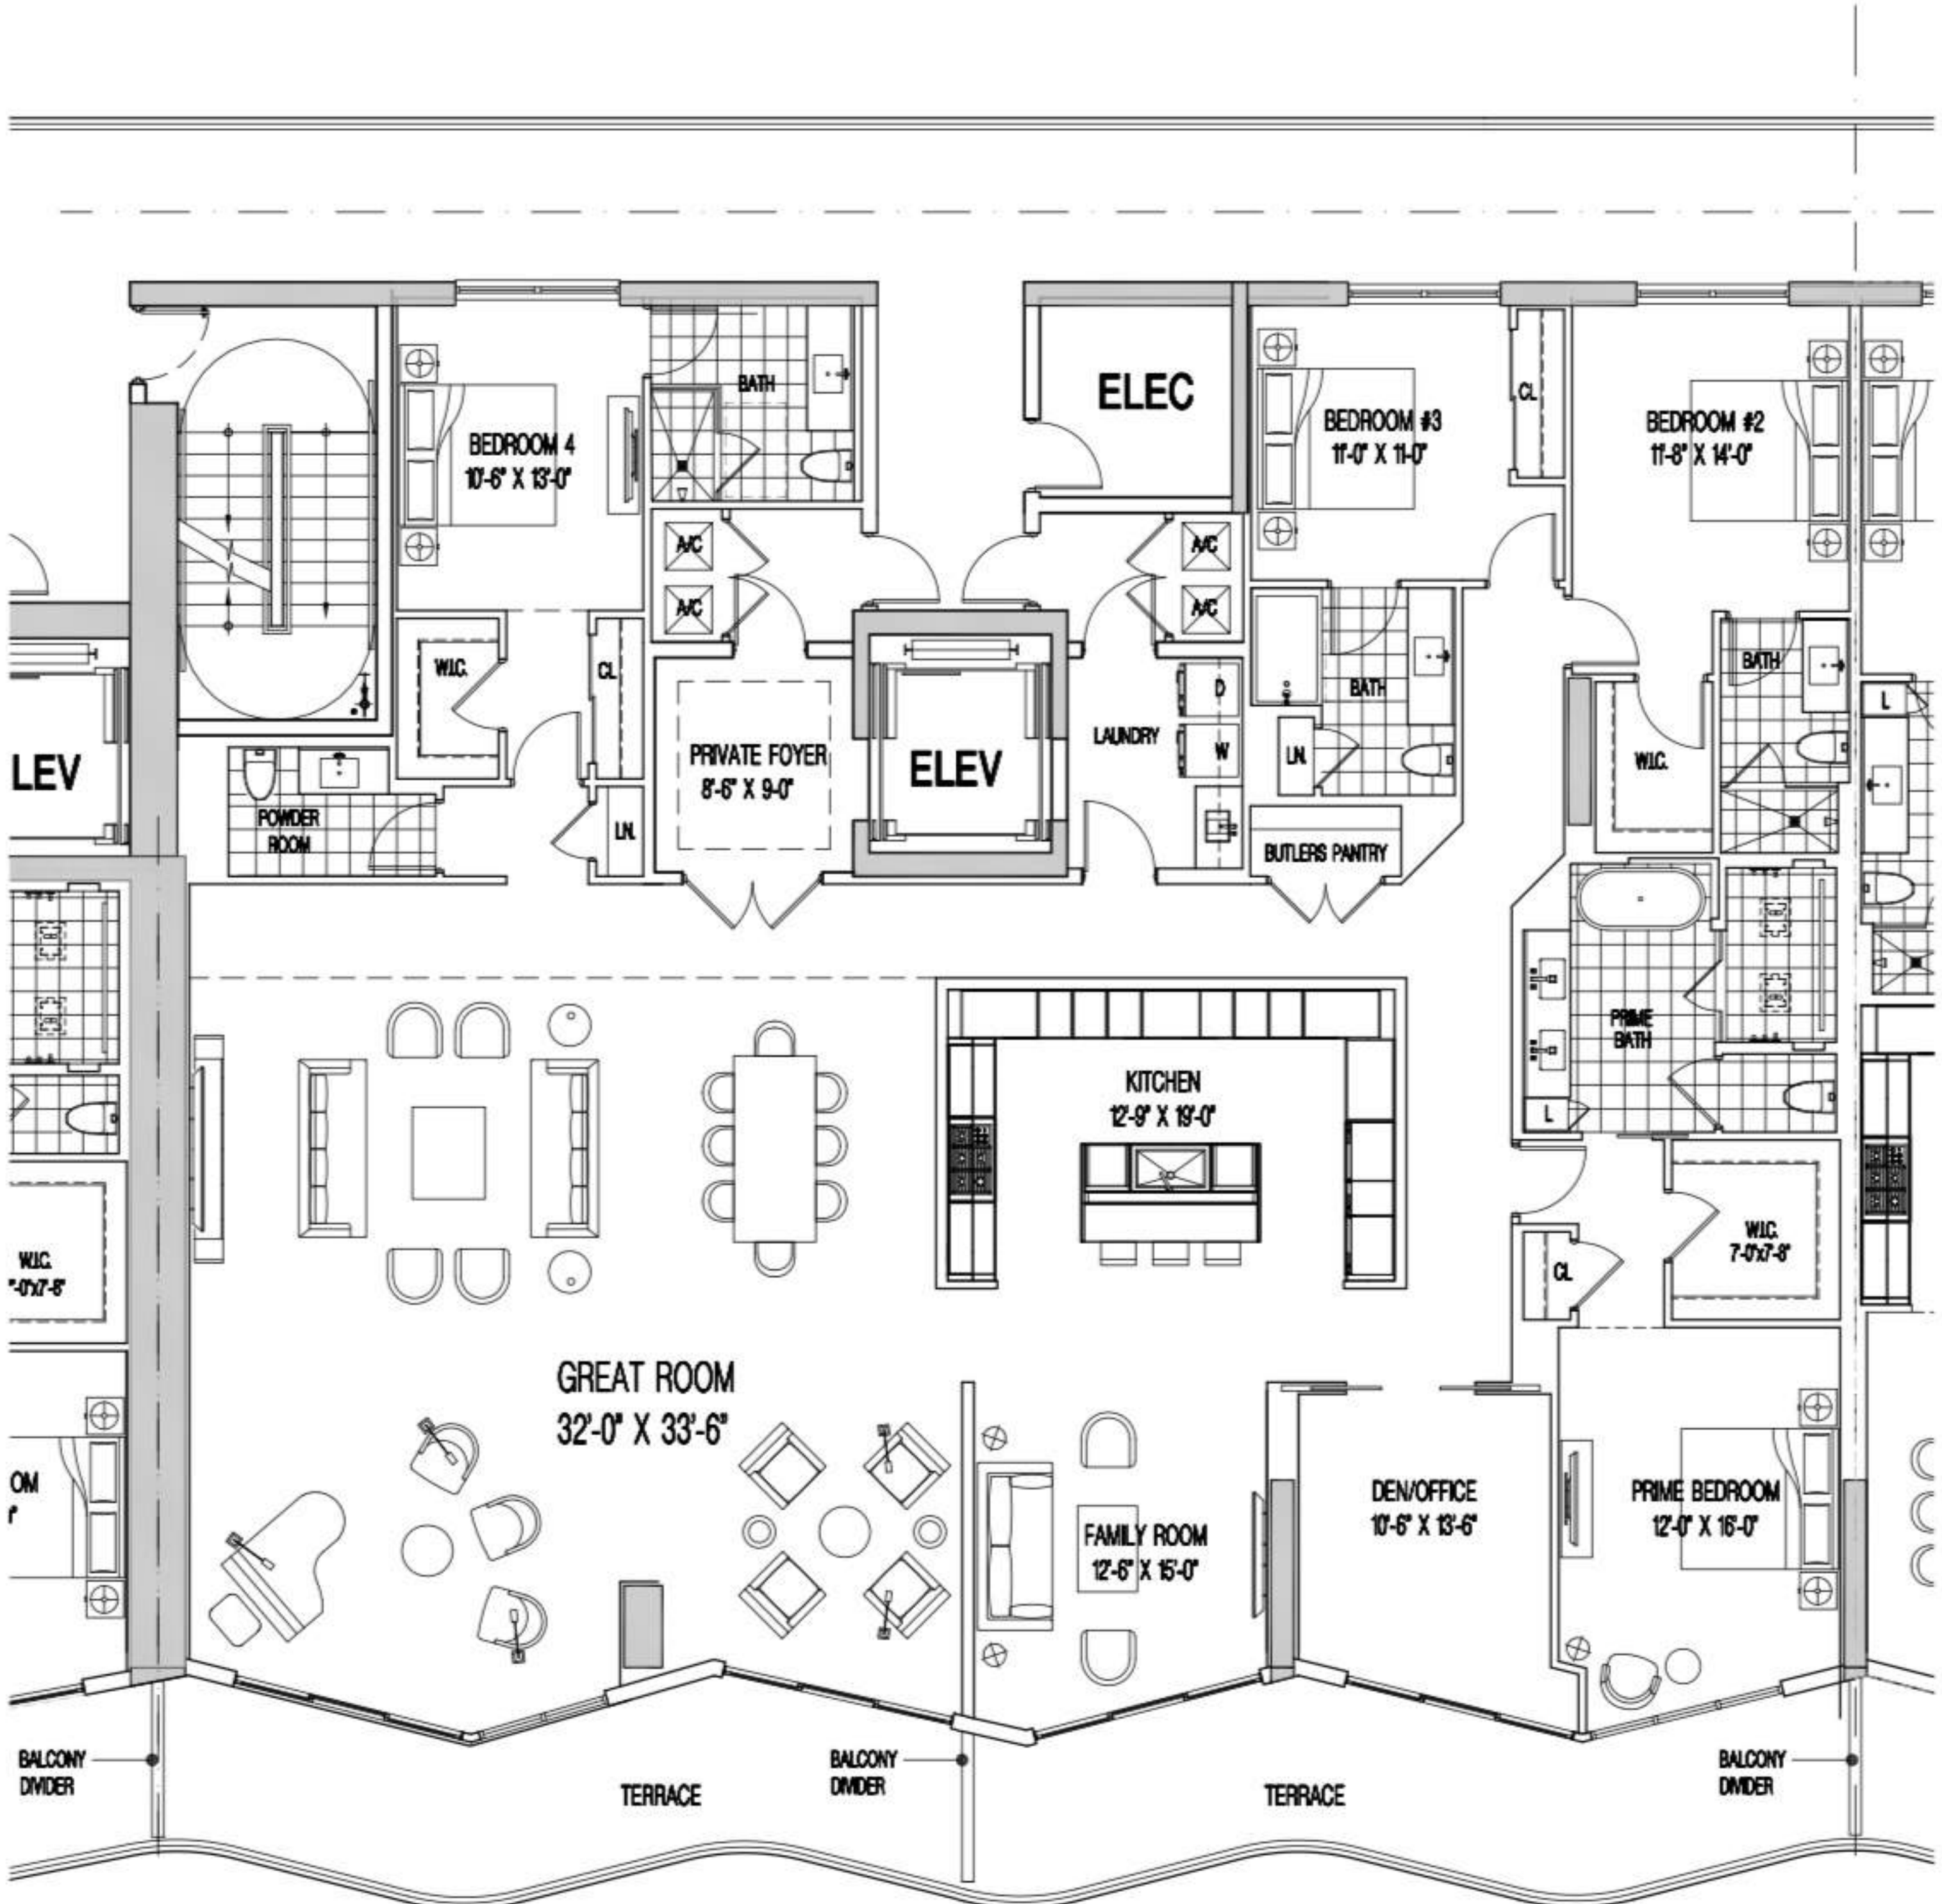 BATH
ELEC
BEDROOM 4
10'-6" X 13'-0"
BEDROOM #3
11'-0" X 11-0"
CL
BEDROOM #2
11'-8" X 14'-0"
A/C
A/C
A/C
A/C
W.I.C.
CL
D
BATH
BATH
L
LEV
PRIVATE FOYER
8'-6" X 9-0"
ELEV
LAUNDRY
W
LN.
W.I.C.
POWDER
ROOM
LN.
BUTLERS PANTRY
PRIME
BATH
KITCHEN
12'-9" X 19'-0"
L
W.I.C.
"-0"x7'-8"
CL
W.I.C.
7'-0"x7'-8"
GREAT ROOM
32'-0" X 33'-6"
OM
DEN/OFFICE
10'-6" X 13'-6"
PRIME BEDROOM
12'-0" X 16'-0"
FAMILY ROOM
12'-6" X 15'-0"
BALCONY
DIVIDER
BALCONY
DIVIDER
BALCONY
DIVIDER
TERRACE
TERRACE